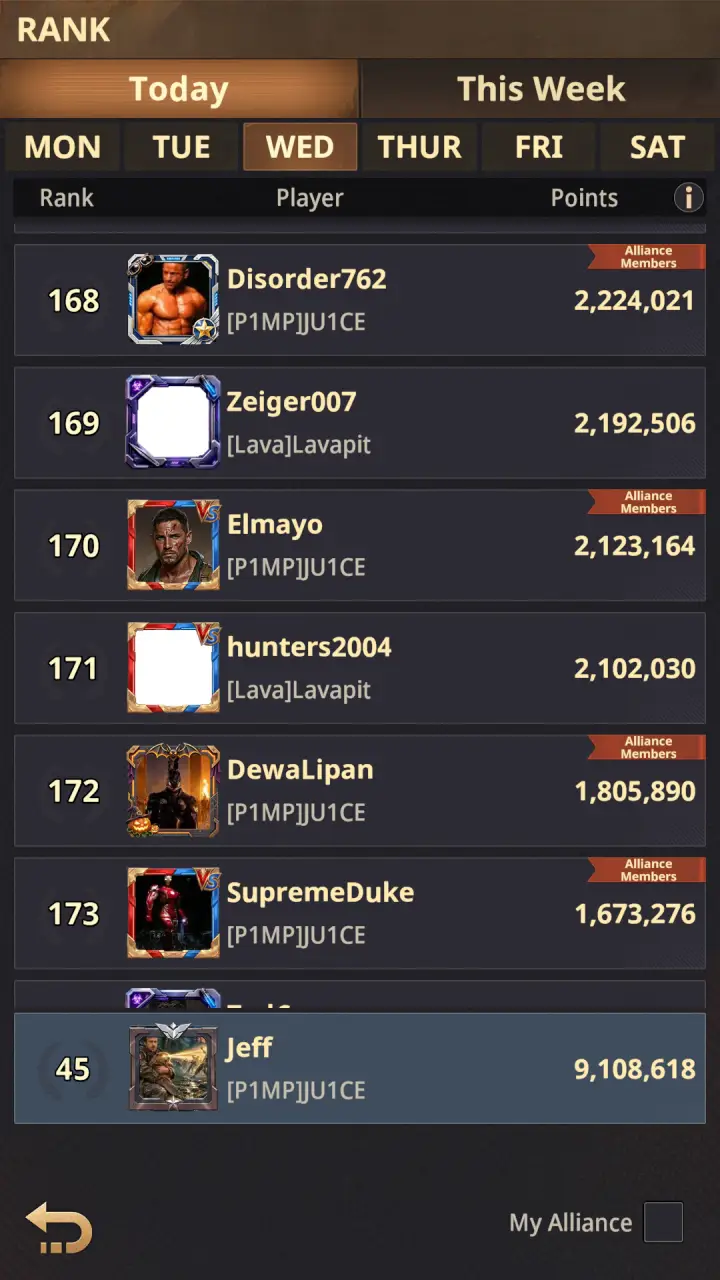 RANK
Today
This Week
MON
TUE
WED
THUR
FRI
SAT
Rank
Player
Points
Alliance
Members
168
Disorder762
[P1MP]JU1CE
2,224,021
169
Zeiger007
[Lava]Lavapit
2,192,506
Alliance
Members
170
VS
Elmayo
[P1MP]JU1CE
2,123,164
171
VS
hunters2004
[Lava]Lavapit
2,102,030
Alliance
Members
172
DewaLipan
[P1MP]JU1CE
1,805,890
Alliance
Members
173
VS
SupremeDuke
[P1MP]JU1CE
1,673,276
45
Jeff
[P1MP]JU1CE
9,108,618
My Alliance